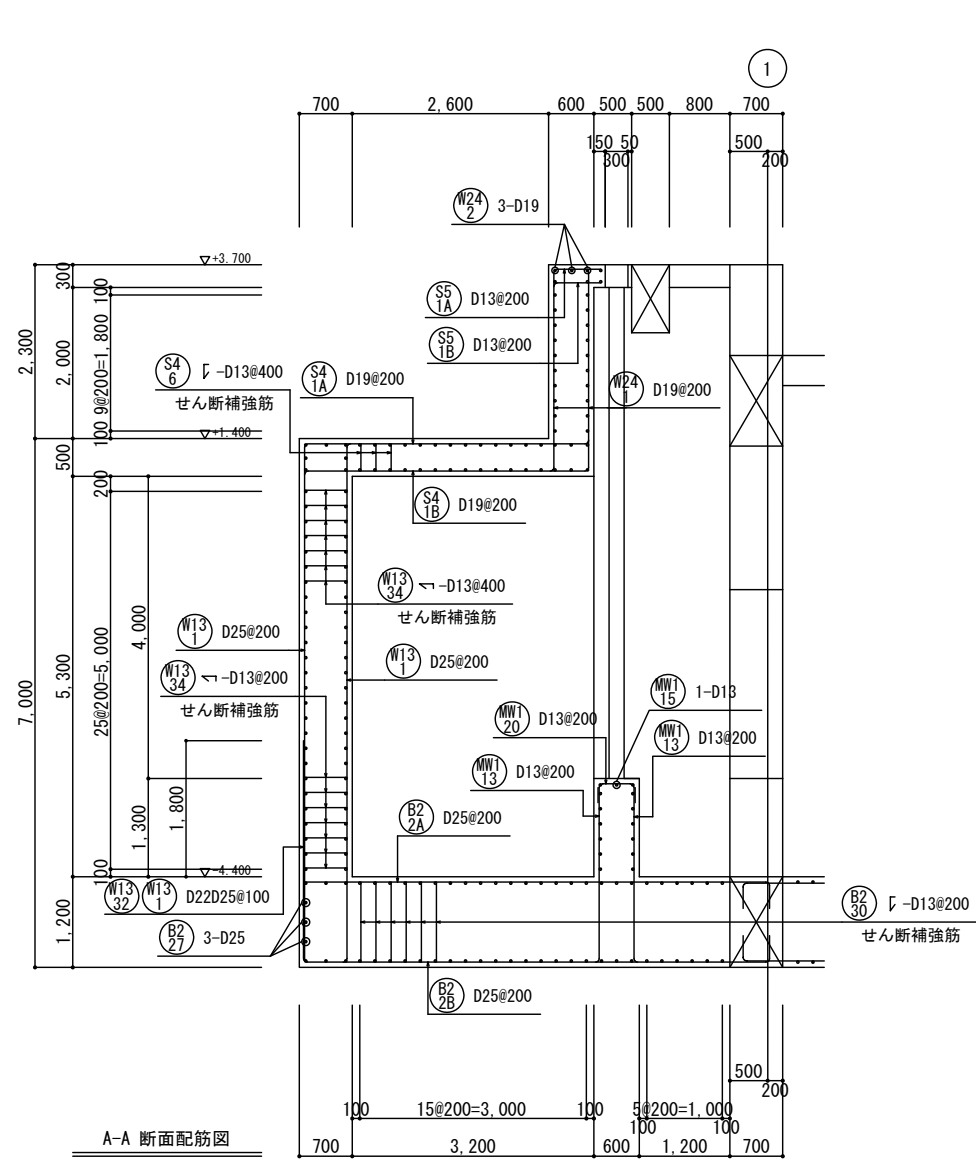 1
700 2,600 600 500 500 800 700
150 50
300
500
200
W24
2
3-D19
▽+3.700
300
100
S5
1A
D13@200
S5
1B
D13@200
2,300
2,000
9@200=1,800
100
S4
6
-D13@400
せん断補強筋
S4
1A
D19@200
W24
1
D19@200
▽+1.400
500
200
S4
1B
D19@200
W13
34
-D13@400
せん断補強筋
W13
1
D25@200
W13
1
D25@200
W13
34
-D13@200
せん断補強筋
7,000
5,300
25@200=5,000
4,000
1,300
1,800
100
MW1
15
1-D13
MW1
20
D13@200
MW1
13
D13@200
MW1
13
D13@200
B2
2A
D25@200
▽-4.400
W13
32
W13
1
D22D25@100
1,200
B2
27
3-D25
B2
30
-D13@200
せん断補強筋
B2
2B
D25@200
500
200
100 15@200=3,000 100 5@200=1,000
100 100
700 3,200 600 1,200 700
A-A 断面配筋図